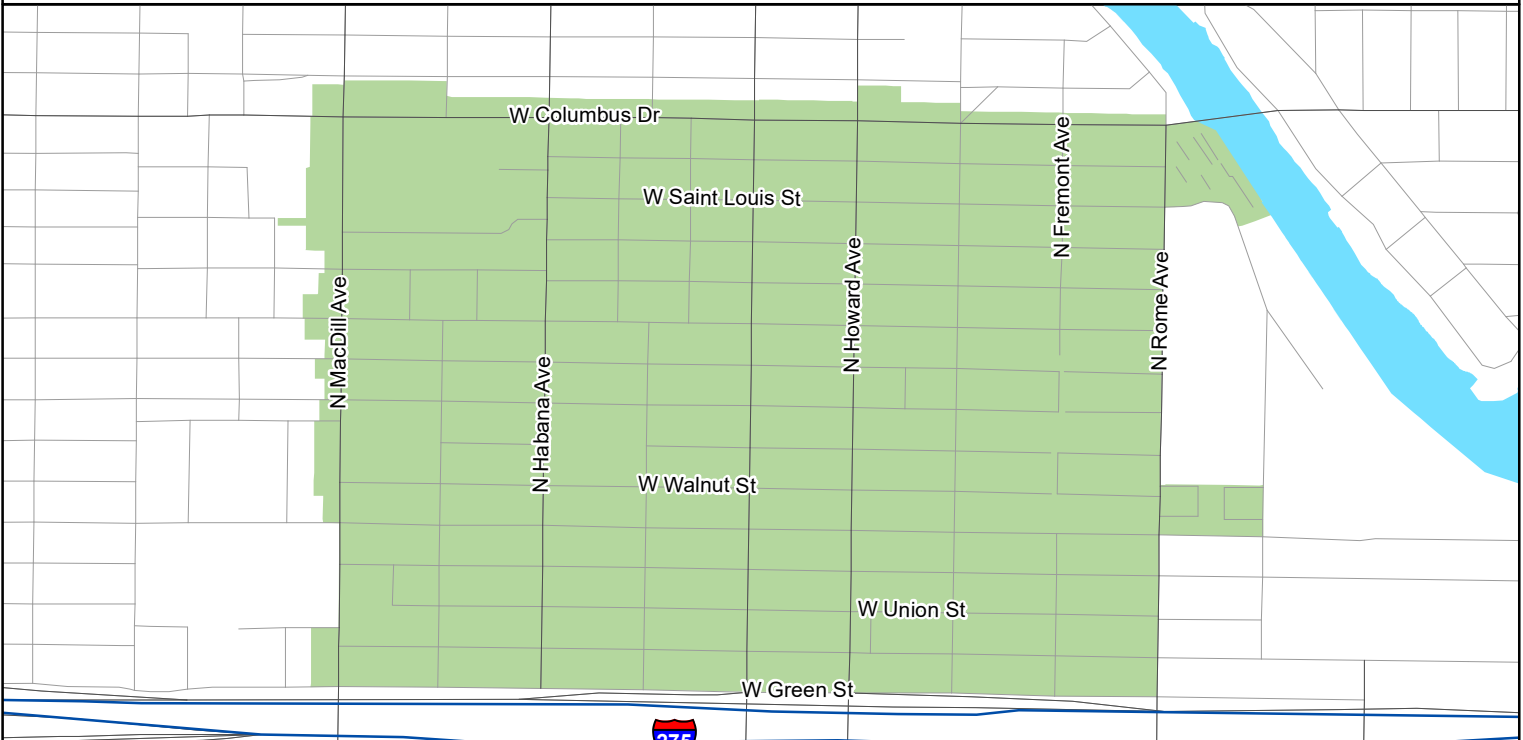 W Columbus Dr
N Fremont Ave
W Saint Louis St
N Howard Ave
N Rome Ave
N MacDill Ave
N Habana Ave
W Walnut St
W Union St
W Green St
275